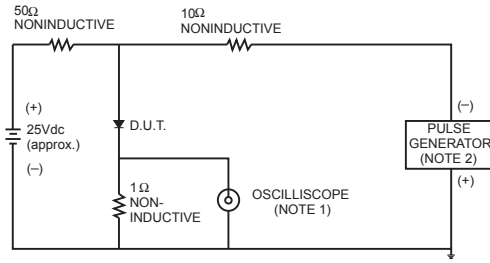 50Ω
NONINDUCTIVE
10Ω
NONINDUCTIVE
(+)
25Vdc
(approx.)
(–)
D.U.T.
1Ω
NON-
INDUCTIVE
OSCILLISCOPE
(NOTE 1)
(–)
PULSE
GENERATOR
(NOTE 2)
(+)